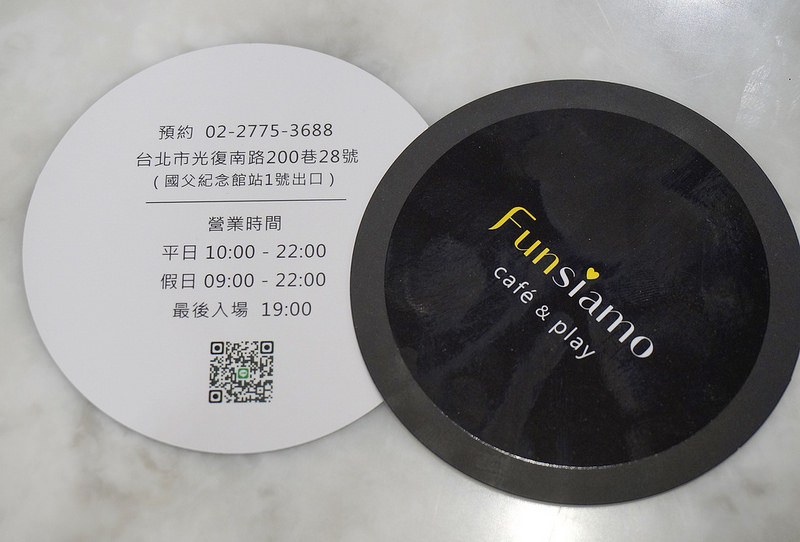 預約 02-2775-3688
台北市光復南路200巷28號
(國父紀念館站1號出口)
營業時間
平日 10:00 - 22:00
假日 09:00 - 22:00
最後入場 19:00
Funsiamo
café & play